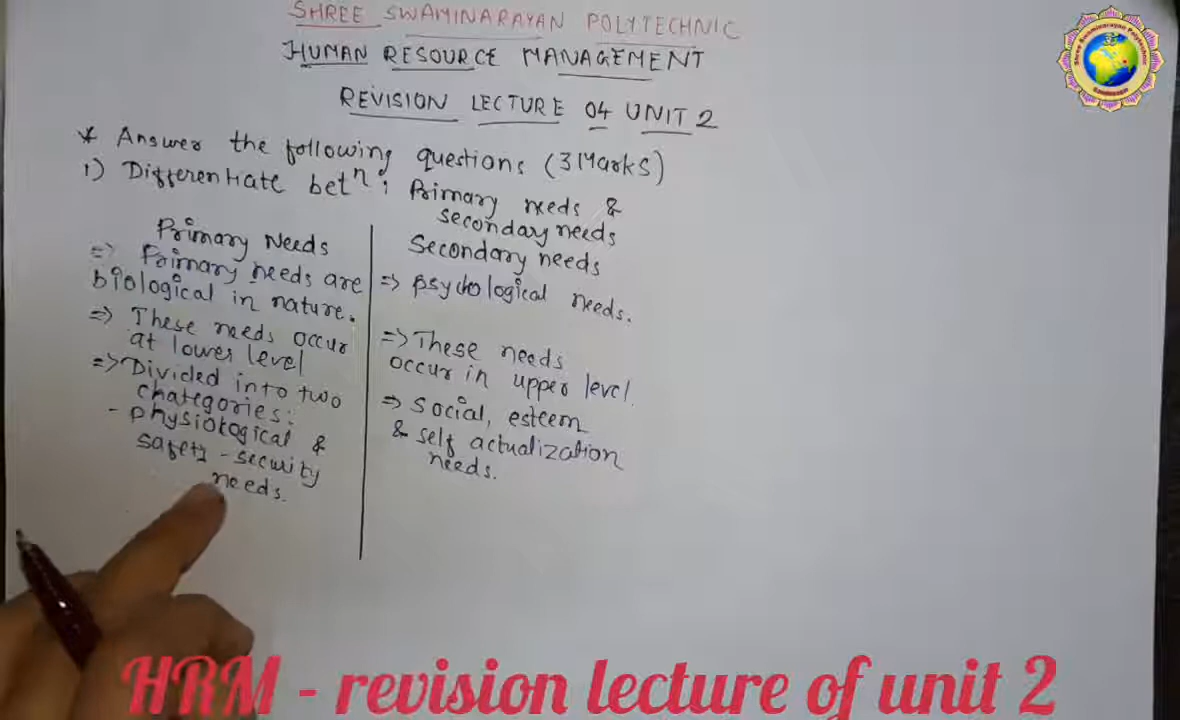 SHREE SWAMINARAYAN POLYTECHNIC
HUMAN RESOURCE MANAGEMENT
REVISION LECTURE 04 UNIT 2
* Answer the following questions (3 Marks)
1) Differentiate betn: Primary needs &
secondary needs
Primary Needs
=> Primary needs are
biological in nature.
=> These needs occur
at lower level
=> Divided into two
chategories:
- physiological &
safety - security
needs.
Secondary needs
=> psychological needs.
=> These needs
occur in upper level.
=> Social, esteem
& self actualization
needs.
HRM - revision lecture of unit 2